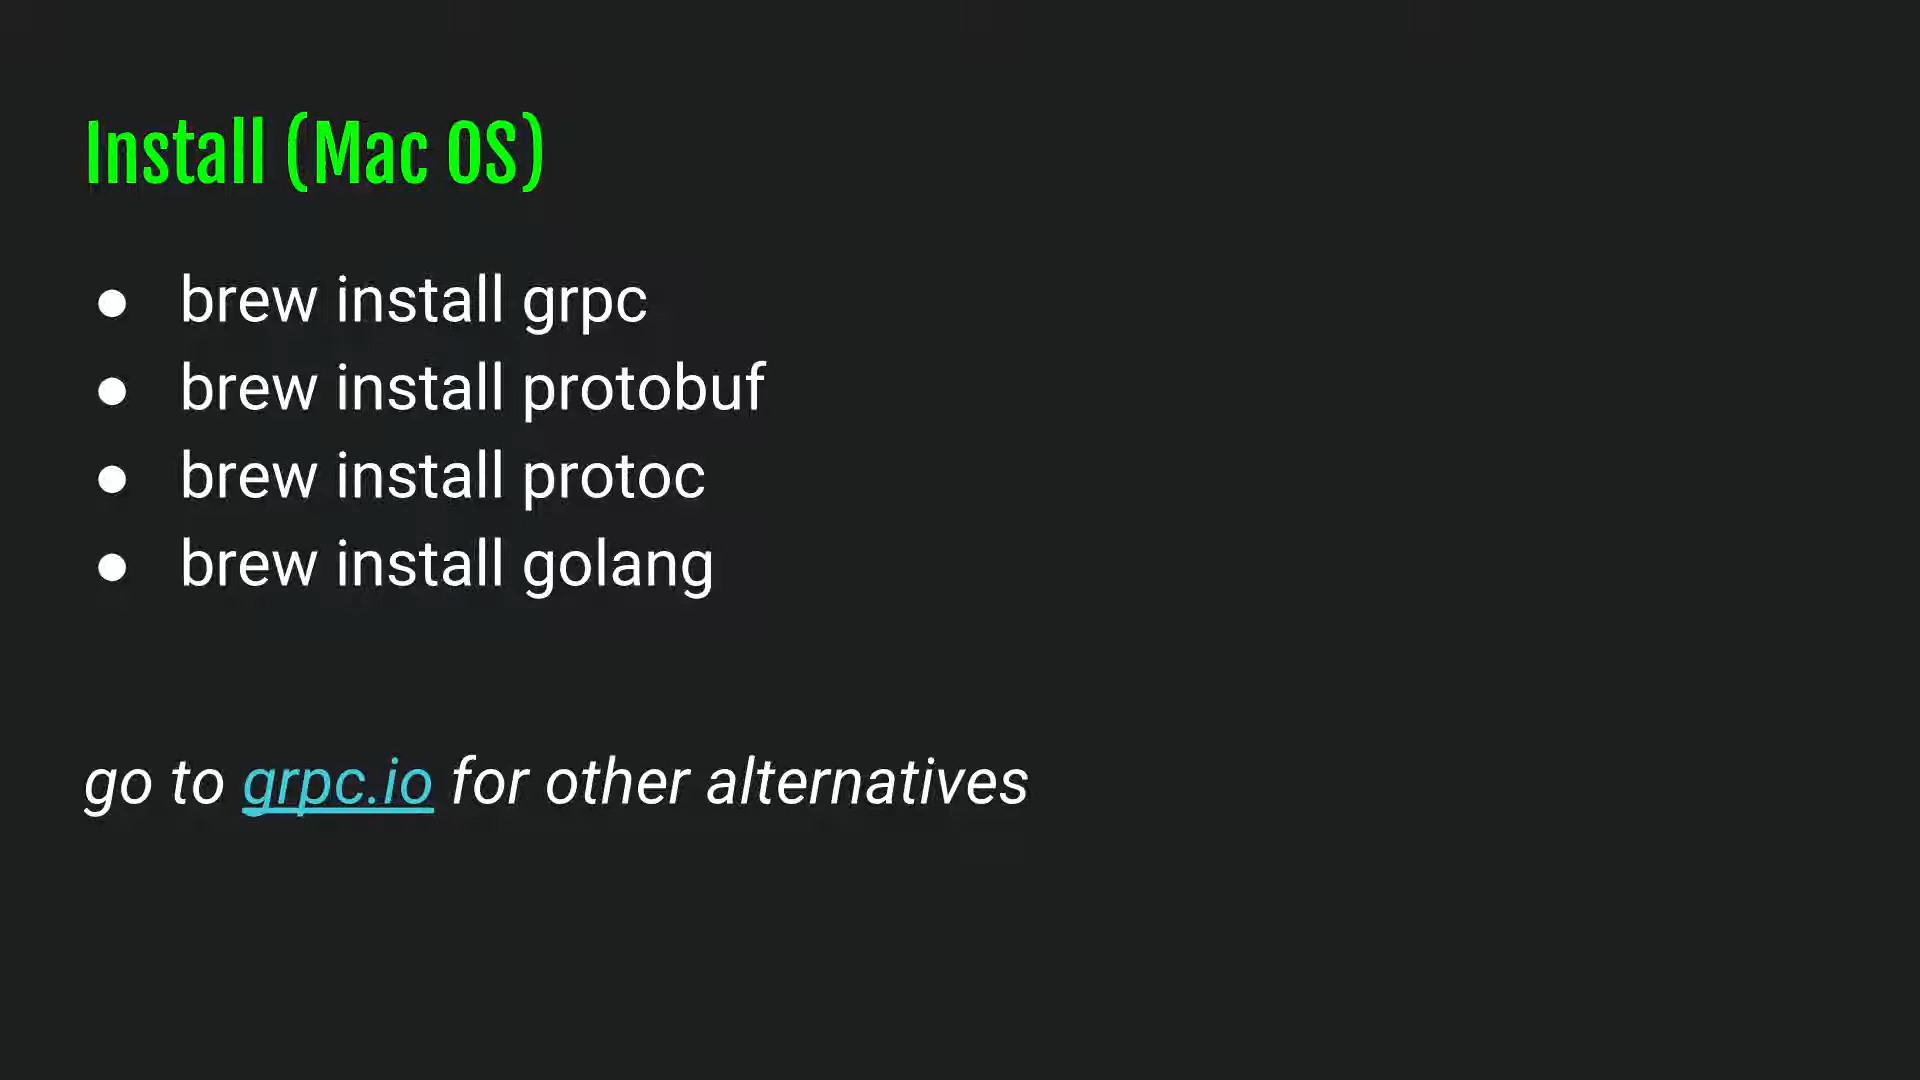 Install (Mac OS)
● brew install grpc
● brew install protobuf
● brew install protoc
● brew install golang
go to grpc.io for other alternatives